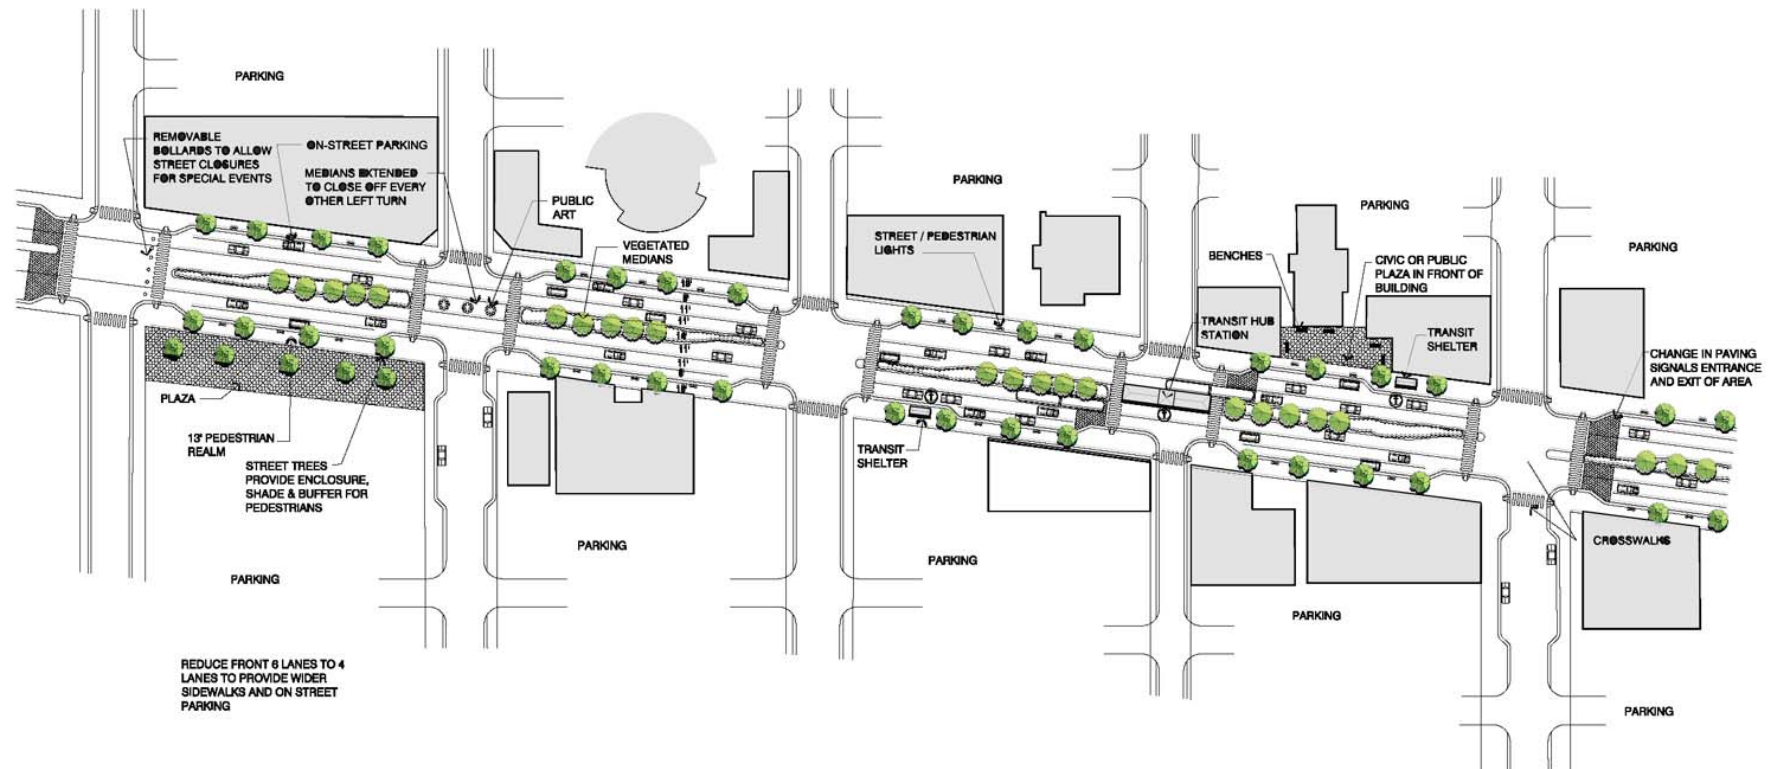 PARKING
REMOVABLE
BOLLARDS TO ALLOW
STREET CLOSURES
FOR SPECIAL EVENTS
ON-STREET PARKING
MEDIANS EXTENDED
TO CLOSE OFF EVERY
OTHER LEFT TURN
PUBLIC
ART
VEGETATED
MEDIANS
PARKING
STREET / PEDESTRIAN
LIGHTS
PARKING
BENCHES
CIVIC OR PUBLIC
PLAZA IN FRONT OF
BUILDING
PARKING
TRANSIT HUB
STATION
TRANSIT
SHELTER
CHANGE IN PAVING
SIGNALS ENTRANCE
AND EXIT OF AREA
PLAZA
13' PEDESTRIAN
REALM
STREET TREES
PROVIDE ENCLOSURE,
SHADE & BUFFER FOR
PEDESTRIANS
TRANSIT
SHELTER
PARKING
PARKING
PARKING
CROSSWALKS
PARKING
PARKING
REDUCE FRONT 6 LANES TO 4
LANES TO PROVIDE WIDER
SIDEWALKS AND ON STREET
PARKING